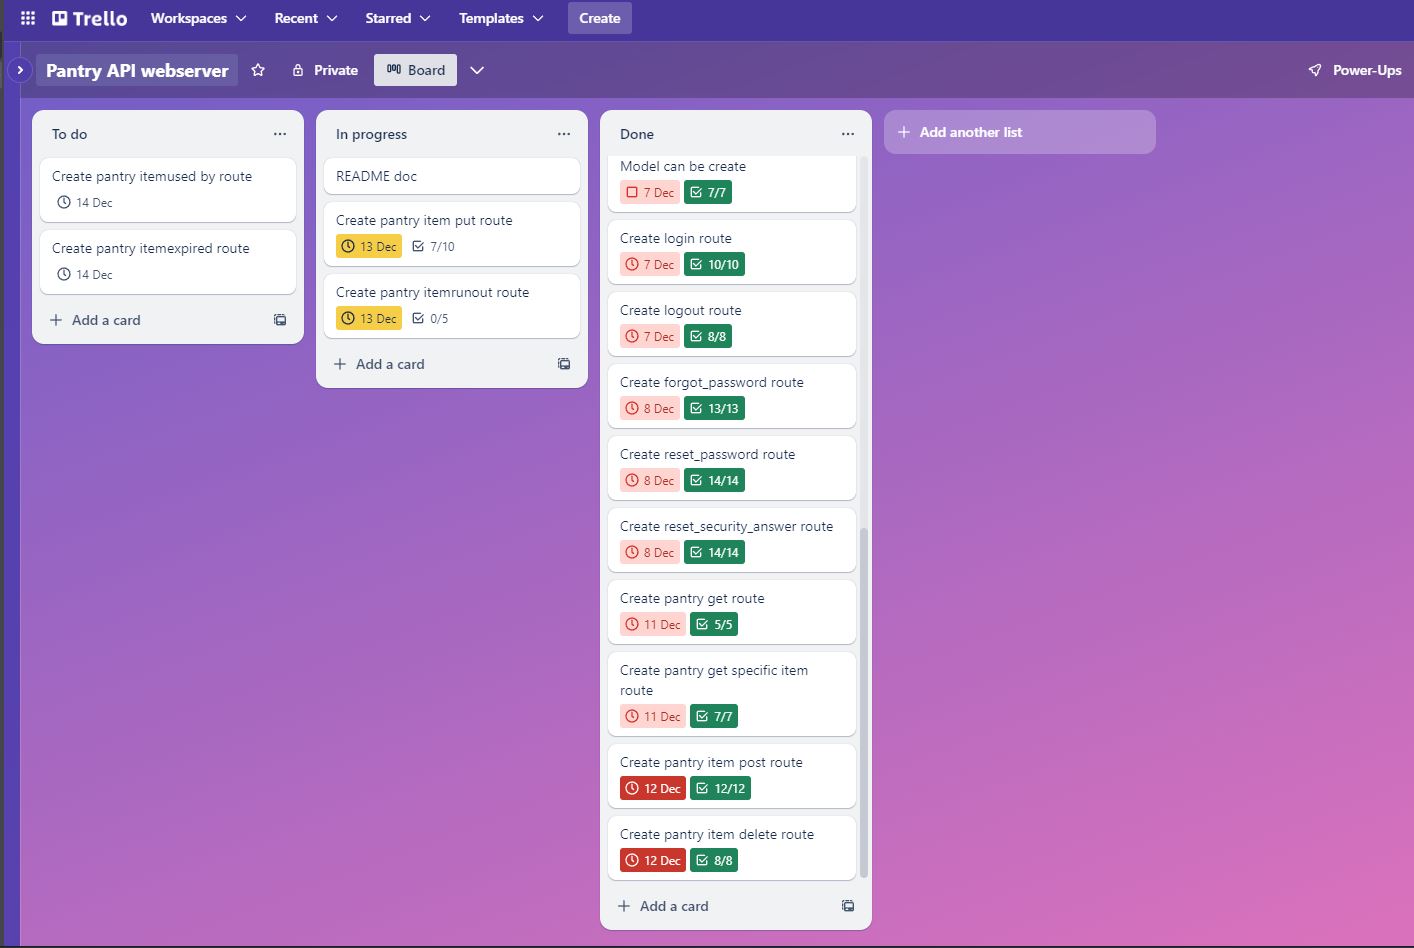 Trello
Workspaces
Recent
Starred
Templates
Create
Pantry API webserver
Private
Board
Power-Ups
To do
Create pantry itemused by route
14 Dec
Create pantry itemexpired route
14 Dec
Add a card
In progress
README doc
Create pantry item put route
13 Dec 7/10
Create pantry itemrunout route
13 Dec 0/5
Add a card
Done
Model can be create
7 Dec 7/7
Create login route
7 Dec 10/10
Create logout route
7 Dec 8/8
Create forgot_password route
8 Dec 13/13
Create reset_password route
8 Dec 14/14
Create reset_security_answer route
8 Dec 14/14
Create pantry get route
11 Dec 5/5
Create pantry get specific item
route
11 Dec 7/7
Create pantry item post route
12 Dec 12/12
Create pantry item delete route
12 Dec 8/8
Add a card
Add another list